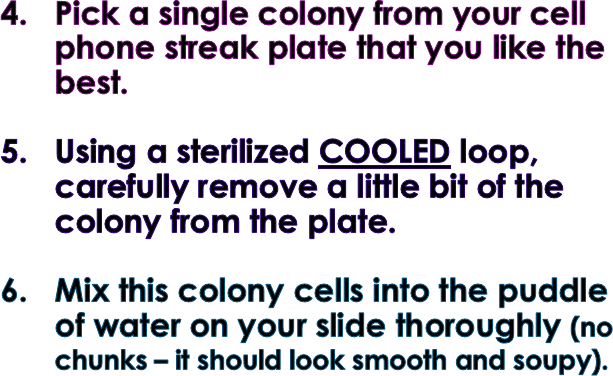 4. Pick a single colony from your cell
phone streak plate that you like the
best.
5. Using a sterilized COOLED loop,
carefully remove a little bit of the
colony from the plate.
6. Mix this colony cells into the puddle
of water on your slide thoroughly (no
chunks – it should look smooth and soupy).